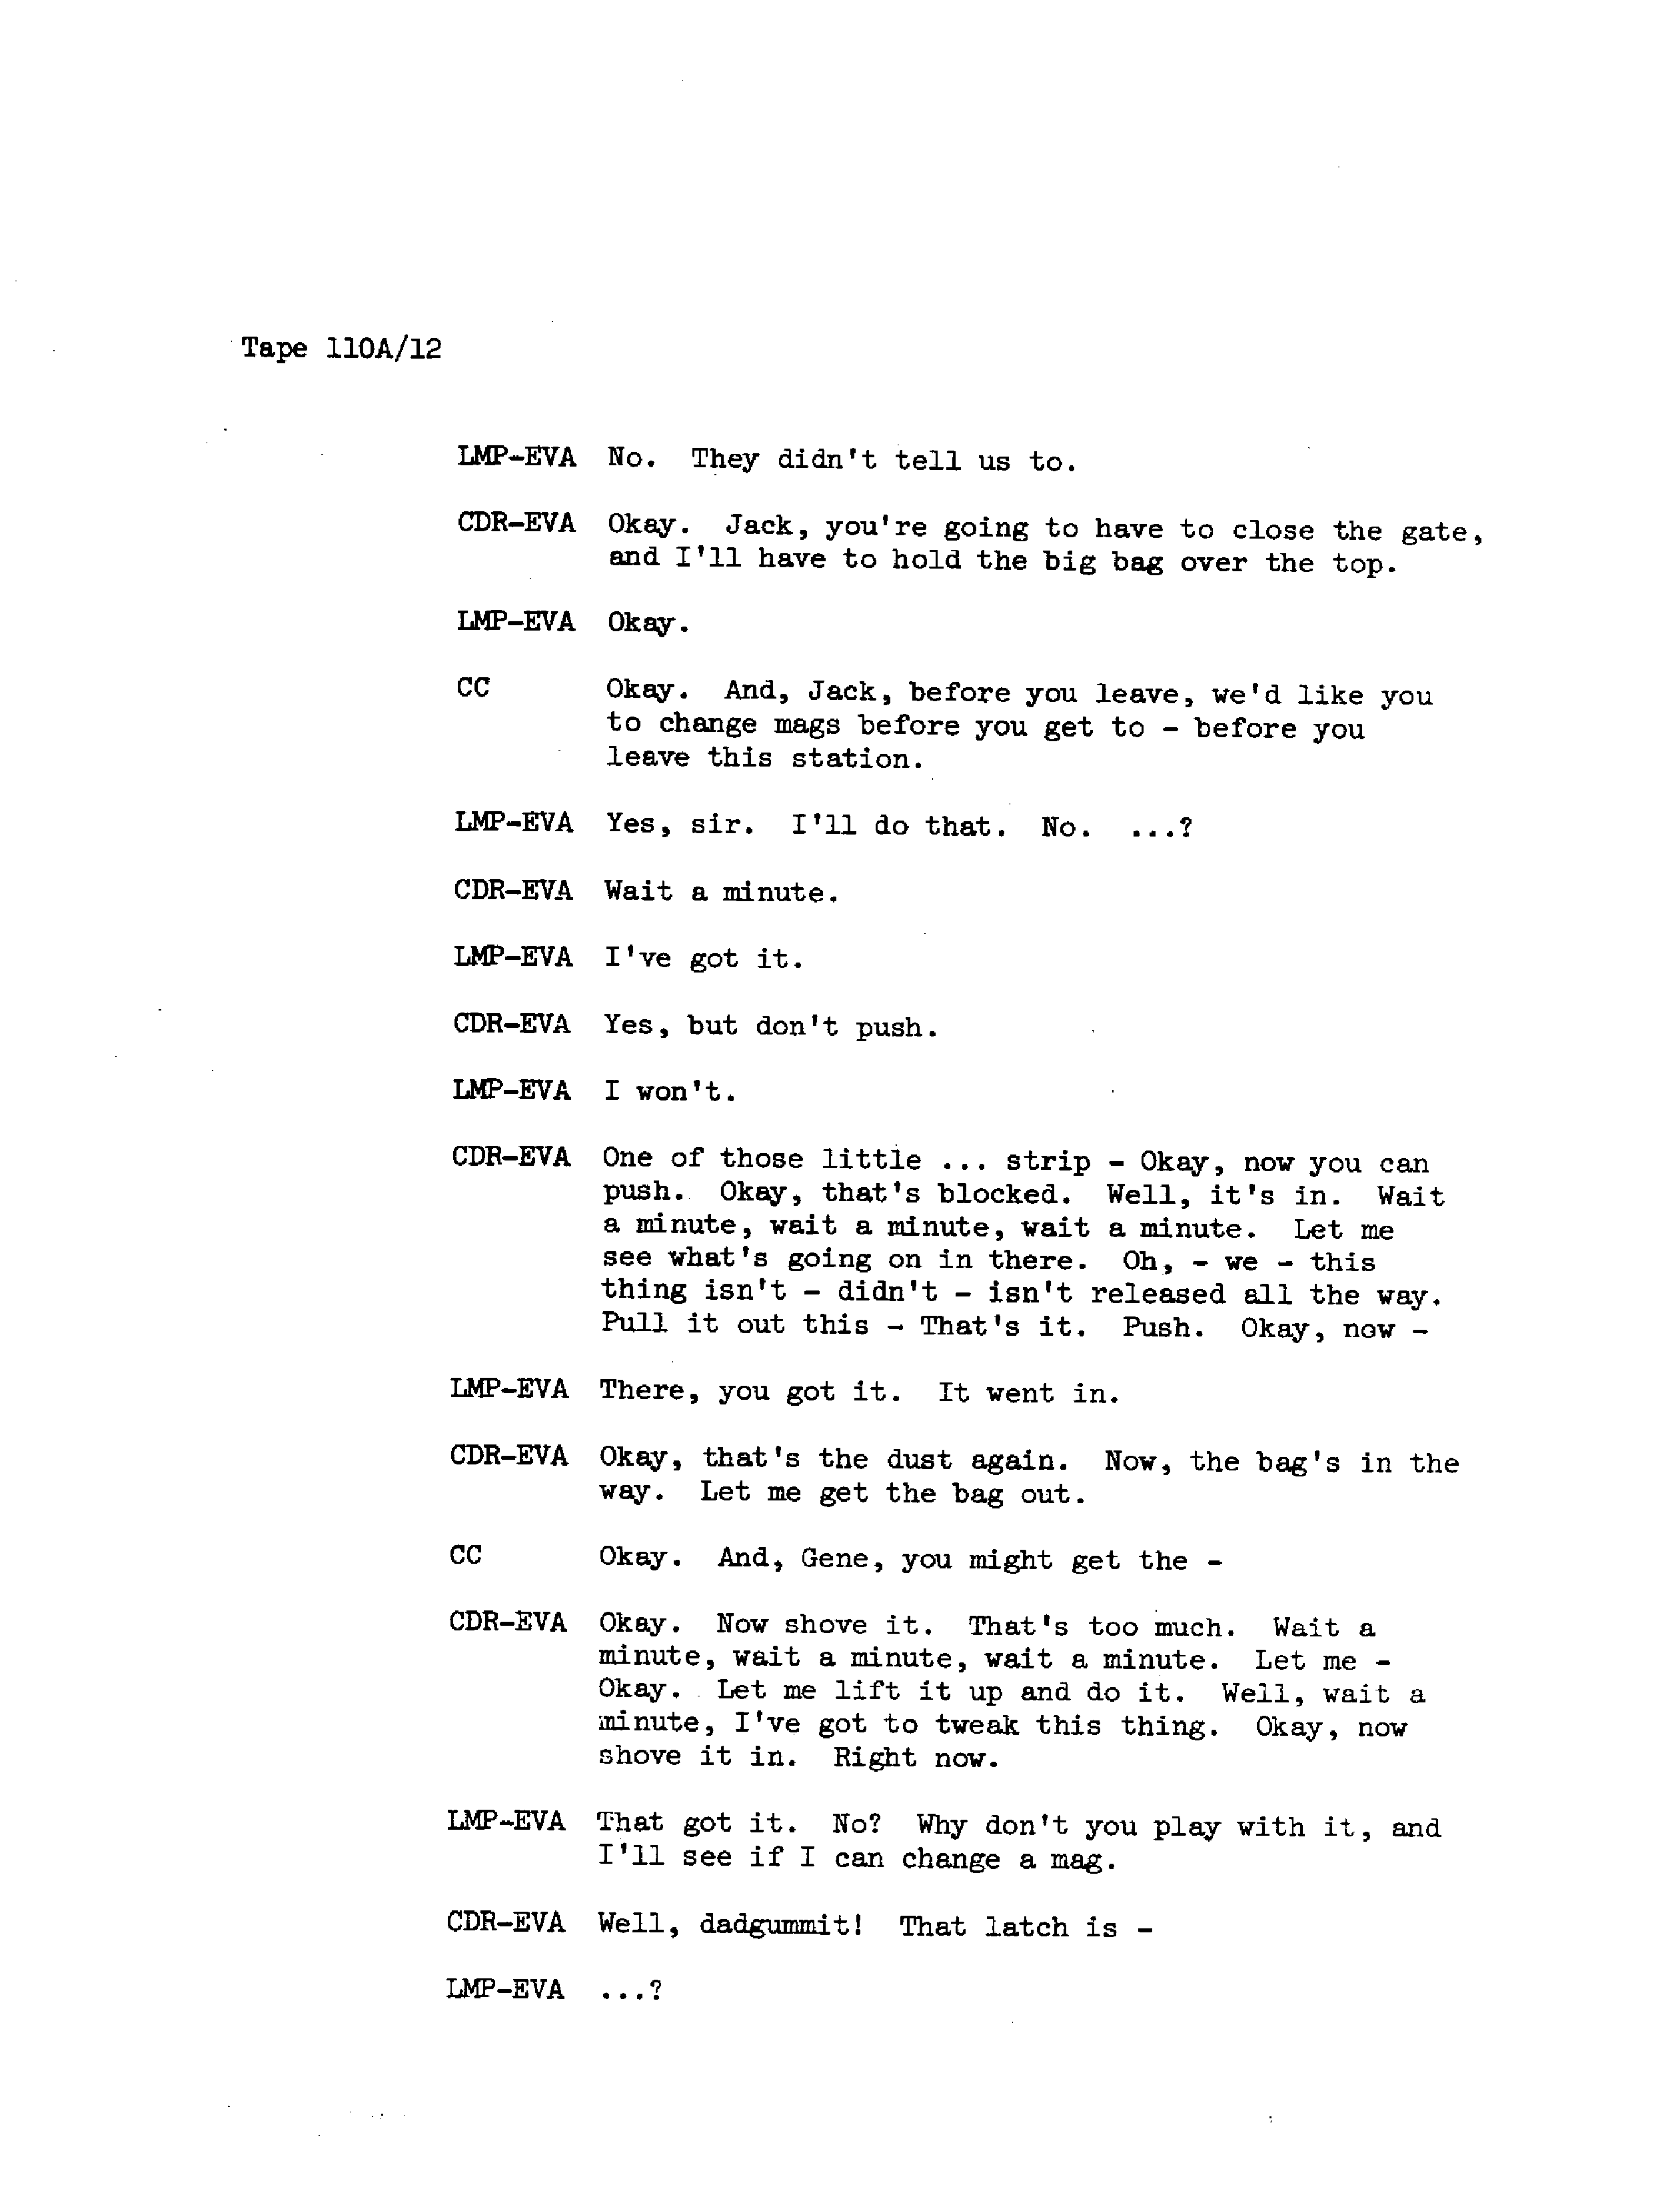 Tape 110A/12
LMP-EVA No. They didn't tell us to.
CDR-EVA Okay. Jack, you're going to have to close the gate,
and I'll have to hold the big bag over the top.
LMP-EVA Okay.
CC Okay. And, Jack, before you leave, we'd like you
to change mags before you get to - before you
leave this station.
LMP-EVA Yes, sir. I'll do that. No. ...?
CDR-EVA Wait a minute.
LMP-EVA I've got it.
CDR-EVA Yes, but don't push.
LMP-EVA I won't.
CDR-EVA One of those little ... strip - Okay, now you can
push. Okay, that's blocked. Well, it's in. Wait
a minute, wait a minute, wait a minute. Let me
see what's going on in there. Oh, - we - this
thing isn't - didn't - isn't released all the way.
Pull it out this - That's it. Push. Okay, now -
LMP-EVA There, you got it. It went in.
CDR-EVA Okay, that's the dust again. Now, the bag's in the
way. Let me get the bag out.
CC Okay. And, Gene, you might get the -
CDR-EVA Okay. Now shove it. That's too much. Wait a
minute, wait a minute, wait a minute. Let me -
Okay. Let me lift it up and do it. Well, wait a
minute, I've got to tweak this thing. Okay, now
shove it in. Right now.
LMP-EVA That got it. No? Why don't you play with it, and
I'll see if I can change a mag.
CDR-EVA Well, dadgummit! That latch is -
LMP-EVA ...?